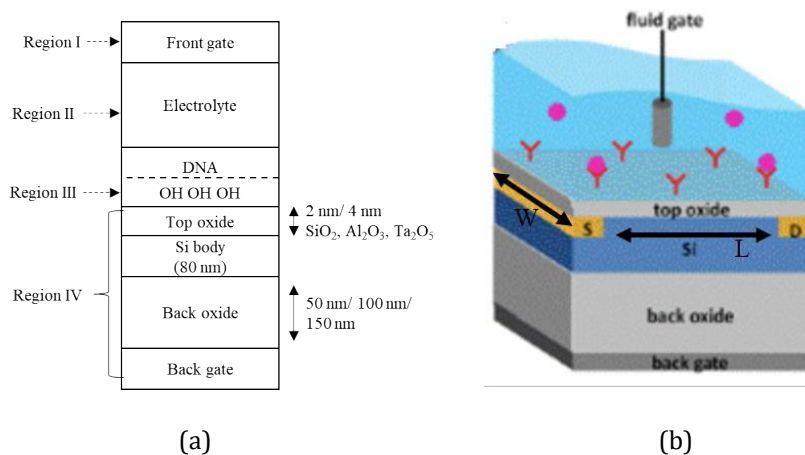 Region I
Front gate
Region II
Electrolyte
DNA
Region III
OH OH OH
Top oxide
2 nm/ 4 nm
SiO₂, Al₂O₃, Ta₂O₅
Si body
(80 nm)
Region IV
Back oxide
50 nm/ 100 nm/
150 nm
Back gate
(a)
fluid gate
W
top oxide
S
D
Si
L
back oxide
back gate
(b)